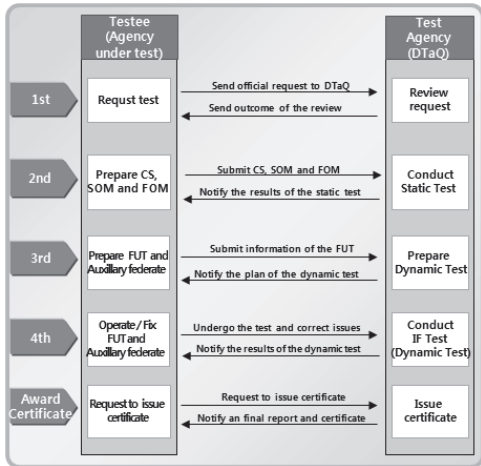 Testee
(Agency
under test)
Test
Agency
(DTaQ)
1st
Requst test
Send official request to DTaQ
Send outcome of the review
Review
request
2nd
Prepare CS,
SOM and FOM
Submit CS, SOM and FOM
Notify the results of the static test
Conduct
Static Test
3rd
Prepare FUT and
Auxillary federate
Submit information of the FUT
Notify the plan of the dynamic test
Prepare
Dynamic Test
4th
Operate/Fix
FUT and
Auxillary federate
Undergo the test and correct issues
Notify the results of the dynamic test
Conduct
IF Test
(Dynamic Test)
Award
Certificate
Request to issue
certificate
Request to issue certificate
Notify an final report and certificate
Issue
certificate